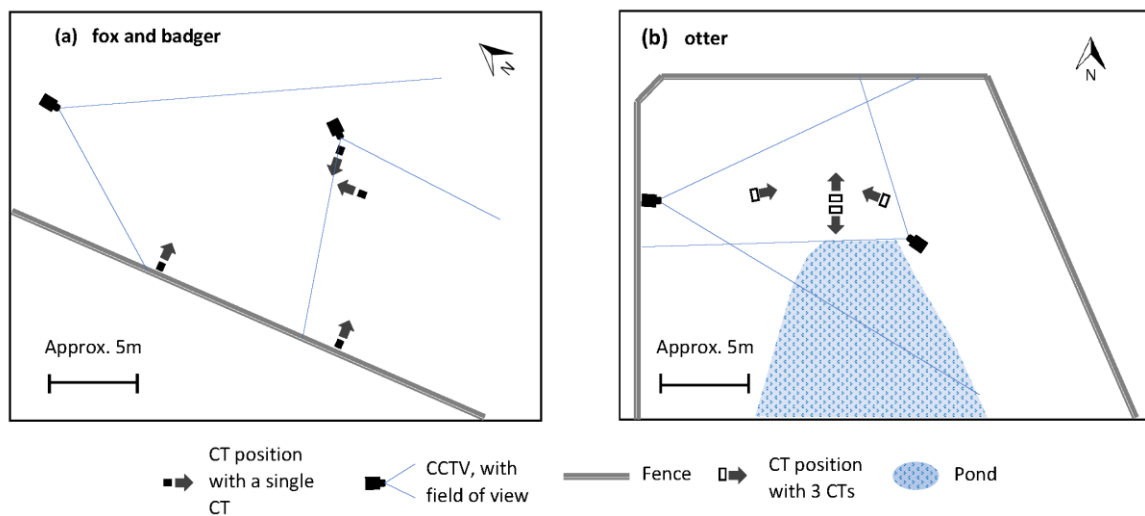 (a) fox and badger
N
Approx. 5m
(b) otter
N
Approx. 5m
CT position
with a single
CT
CCTV, with
field of view
Fence
CT position
with 3 CTs
Pond